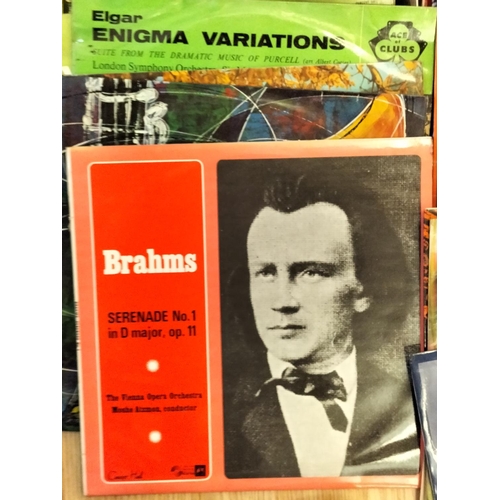 Elgar
ENIGMA VARIATIONS
ACE
of
CLUBS
SUITE FROM THE DRAMATIC MUSIC OF PURCELL
London Symphony Orchestra
Brahms
SERENADE No. 1
in D major, op. 11
The Vienna Opera Orchestra
Moshe Atzmon, conductor